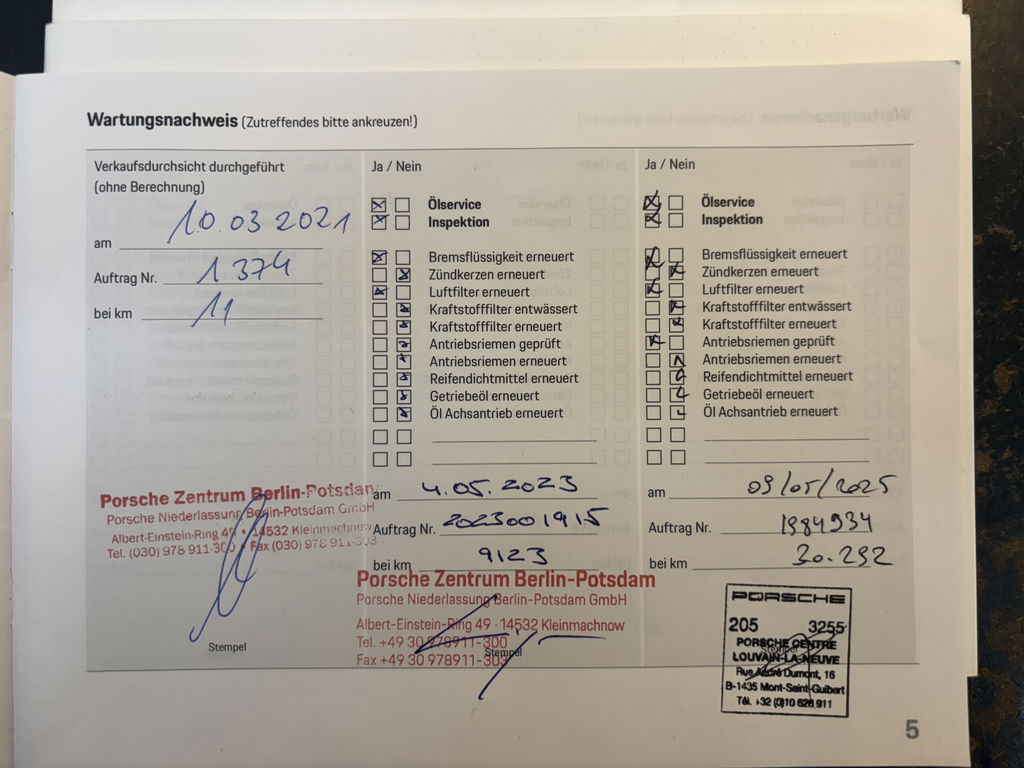 Wartungsnachweis (Zutreffendes bitte ankreuzen!)
Verkaufsdurchsicht durchgeführt
(ohne Berechnung)
am 10.03.2021
Auftrag Nr. 1374
bei km 11
Porsche Zentrum Berlin-Potsdam
Porsche Niederlassung Berlin-Potsdam GmbH
Albert-Einstein-Ring 49 • 14532 Kleinmachnow
Tel. (030) 978 911-300 • Fax (030) 978 911-303
Stempel
Ja / Nein
Ölservice
Inspektion
Bremsflüssigkeit erneuert
Zündkerzen erneuert
Luftfilter erneuert
Kraftstofffilter entwässert
Kraftstofffilter erneuert
Antriebsriemen geprüft
Antriebsriemen erneuert
Reifendichtmittel erneuert
Getriebeöl erneuert
Öl Achsantrieb erneuert
am 4.05.2023
Auftrag Nr. 2023001915
bei km 9123
Porsche Zentrum Berlin-Potsdam
Porsche Niederlassung Berlin-Potsdam GmbH
Albert-Einstein-Ring 49 · 14532 Kleinmachnow
Tel. +49 30 978911-300
Fax +49 30 978911-303
Stempel
Ja / Nein
Ölservice
Inspektion
Bremsflüssigkeit erneuert
Zündkerzen erneuert
Luftfilter erneuert
Kraftstofffilter entwässert
Kraftstofffilter erneuert
Antriebsriemen geprüft
Antriebsriemen erneuert
Reifendichtmittel erneuert
Getriebeöl erneuert
Öl Achsantrieb erneuert
am 09/05/2025
Auftrag Nr. 1984934
bei km 30.292
PORSCHE
205 3255
PORSCHE CENTRE
Stempel
LOUVAIN-LA-NEUVE
Rue André Dumont, 16
B-1435 Mont-Saint-Guibert
Tél. +32 (0)10 626 911
5